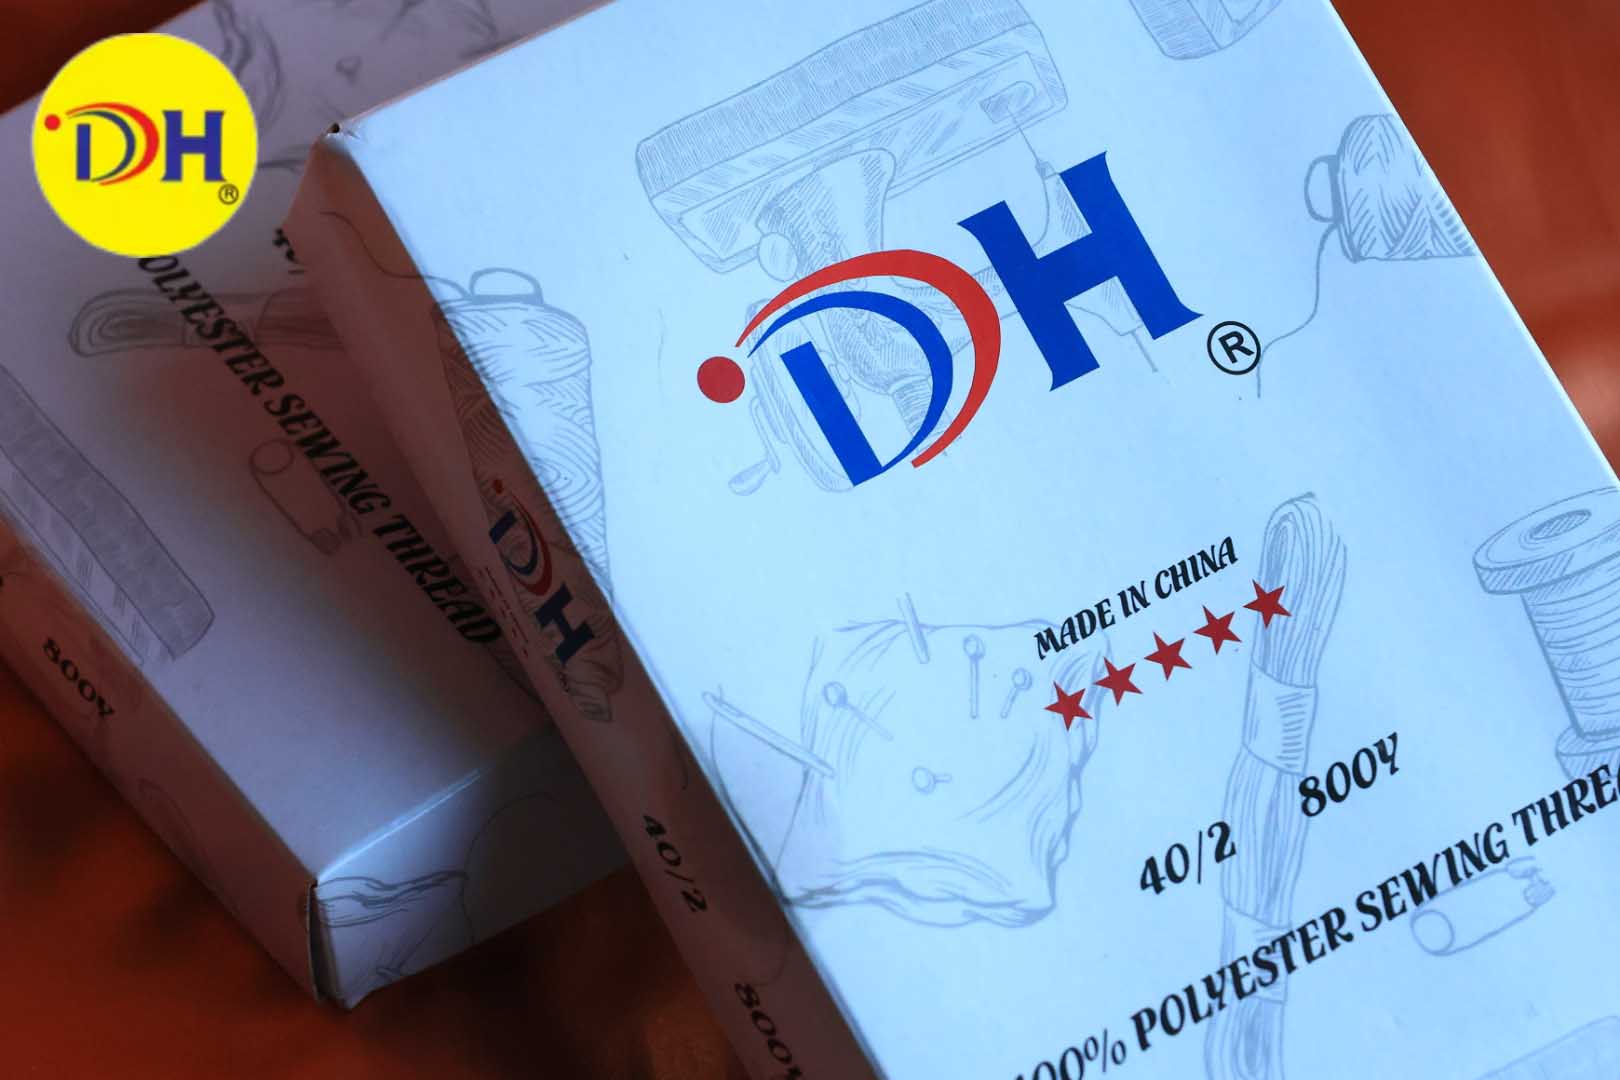 DH
®
DH
®
MADE IN CHINA
40/2 800Y
100% POLYESTER SEWING THREA
DH
40/2
800Y
POLYESTER SEWING THREAD
800Y